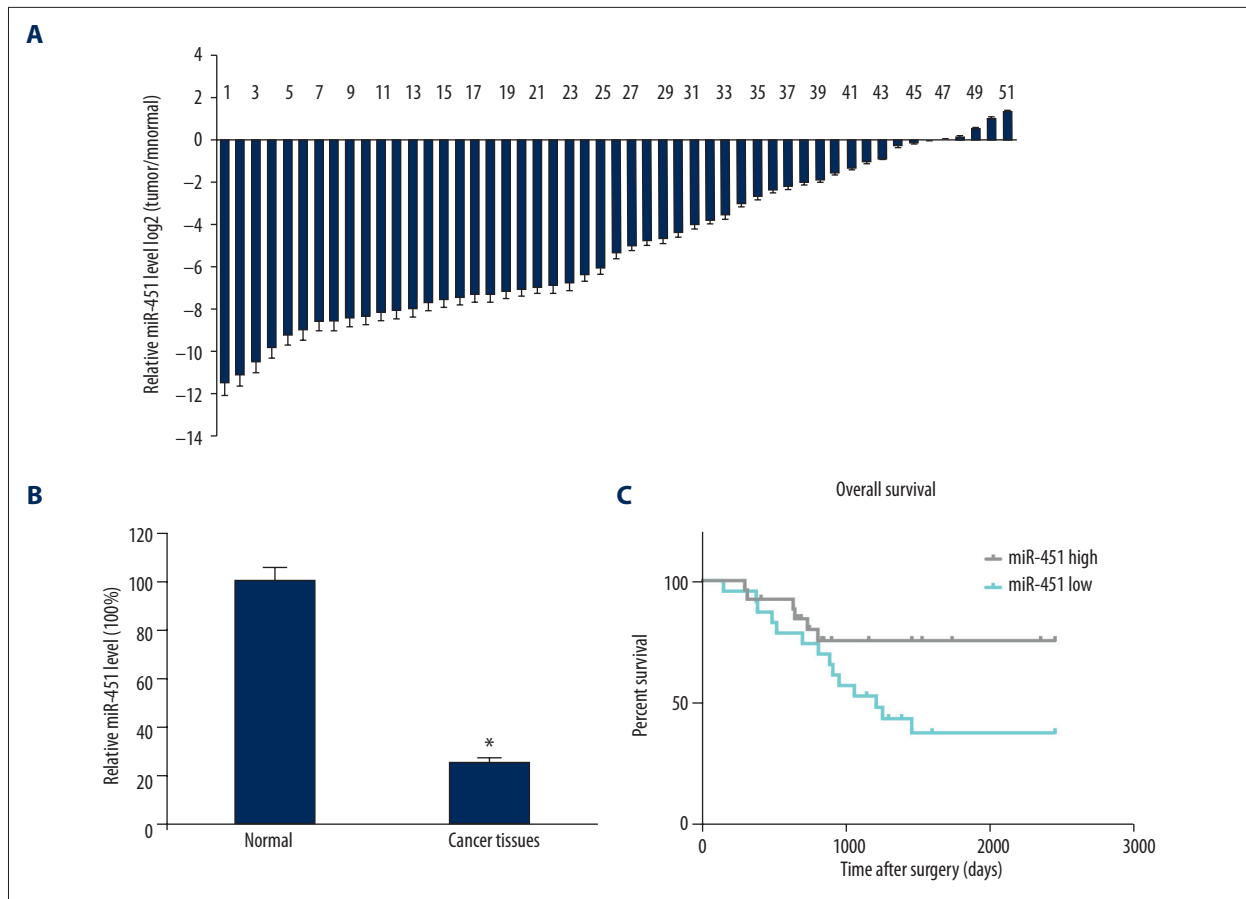 A
Relative miR-451 level log2 (tumor/mnormal)
4
2
0
−2
−4
−6
−8
−10
−12
−14
1 3 5 7 9 11 13 15 17 19 21 23 25 27 29 31 33 35 37 39 41 43 45 47 49 51
B
Relative miR-451 level (100%)
120
100
80
60
40
20
0
*
Normal Cancer tissues
C
Overall survival
miR-451 high
miR-451 low
Percent survival
100
50
0
0 1000 2000 3000
Time after surgery (days)